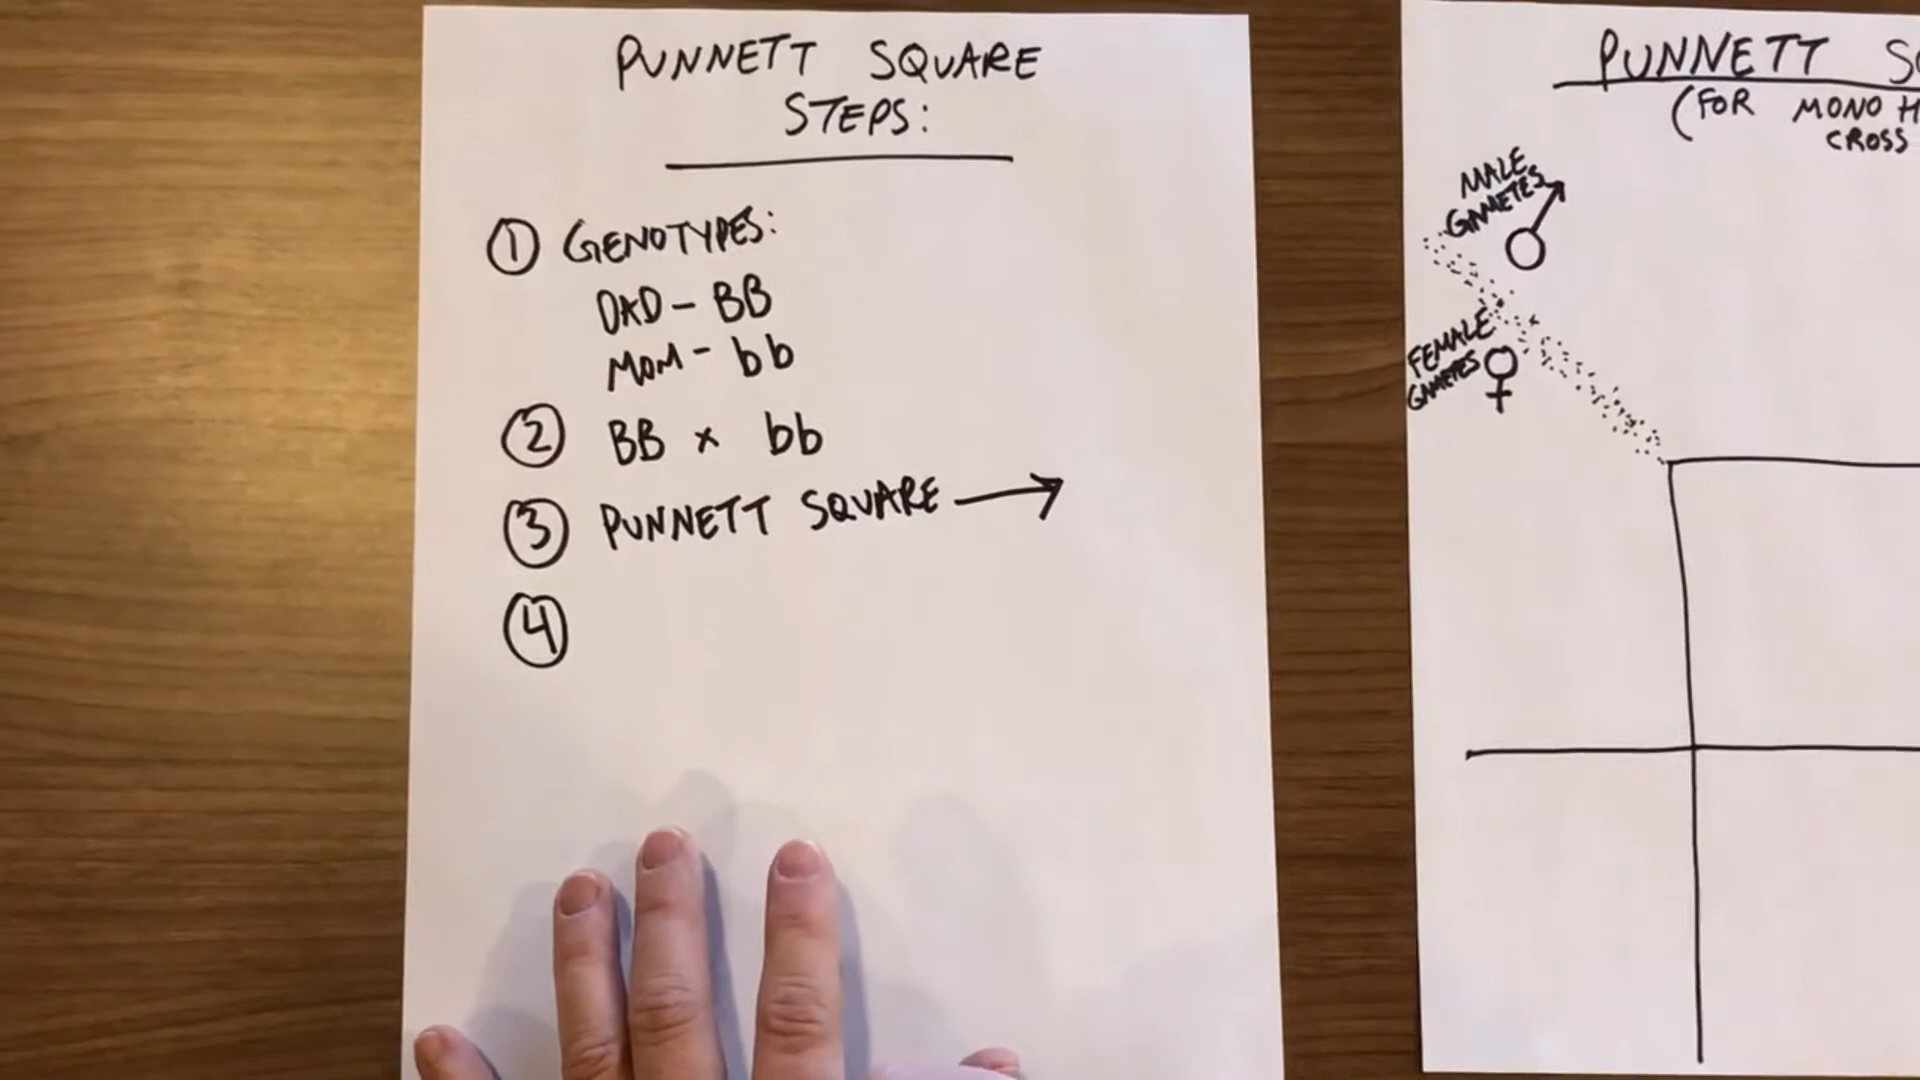 PUNNETT SQUARE
STEPS:
① GENOTYPES:
DAD - BB
MOM - bb
② BB x bb
③ PUNNETT SQUARE →
④
PUNNETT
(FOR MONO
CROSS
MALE
GAMETES
♂
FEMALE
GAMETES
♀